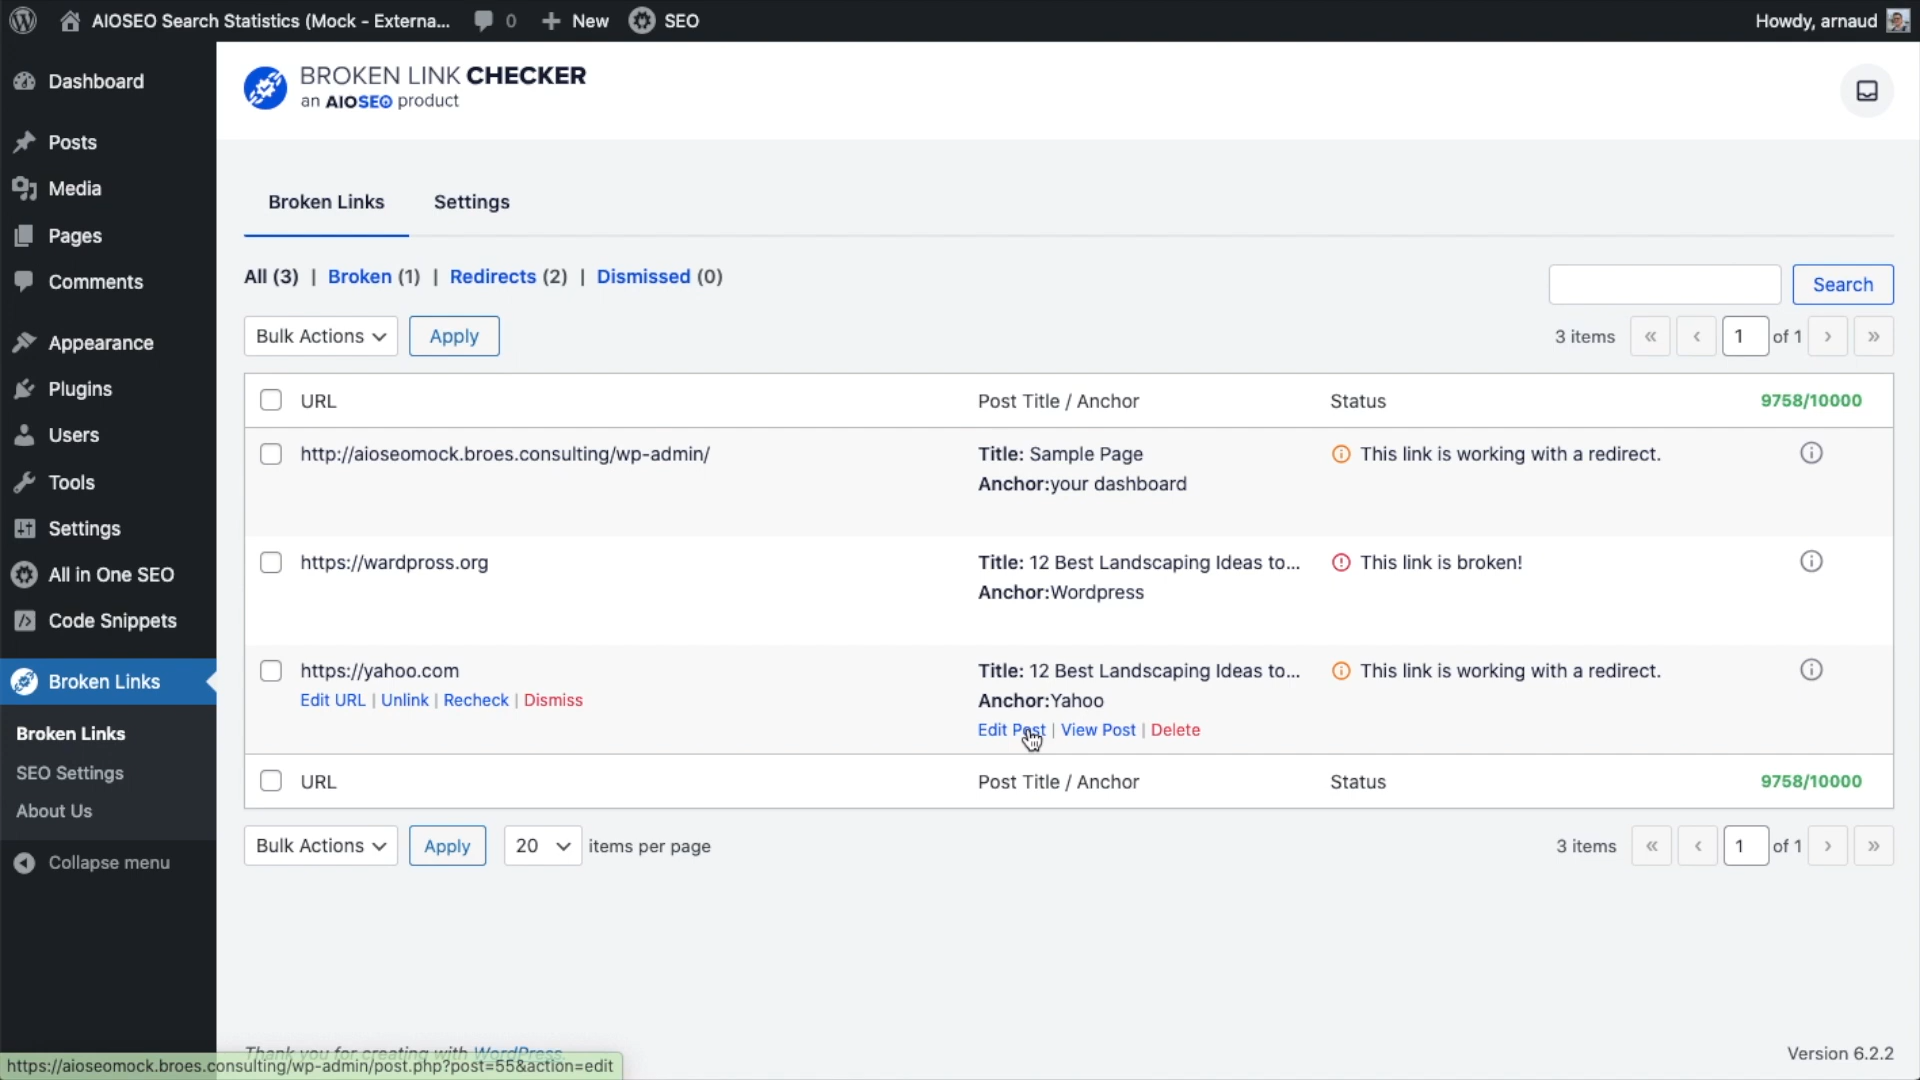 AIOSEO Search Statistics (Mock - Externa... 0 New SEO Howdy, arnaud
Dashboard
Posts
Media
Pages
Comments
Appearance
Plugins
Users
Tools
Settings
All in One SEO
Code Snippets
Broken Links
Broken Links
SEO Settings
About Us
Collapse menu
BROKEN LINK CHECKER
an AIOSEO product
Broken Links Settings
All (3) | Broken (1) | Redirects (2) | Dismissed (0)
Search
Bulk Actions Apply 3 items « ‹ 1 of 1 › »
URL Post Title / Anchor Status 9758/10000
http://aioseomock.broes.consulting/wp-admin/ Title: Sample Page This link is working with a redirect.
Anchor:your dashboard
https://wardpross.org Title: 12 Best Landscaping Ideas to... This link is broken!
Anchor:Wordpress
https://yahoo.com Title: 12 Best Landscaping Ideas to... This link is working with a redirect.
Edit URL | Unlink | Recheck | Dismiss Anchor:Yahoo
Edit Post | View Post | Delete
URL Post Title / Anchor Status 9758/10000
Bulk Actions Apply 20 items per page 3 items « ‹ 1 of 1 › »
Thank you for creating with WordPress. Version 6.2.2
https://aioseomock.broes.consulting/wp-admin/post.php?post=55&action=edit